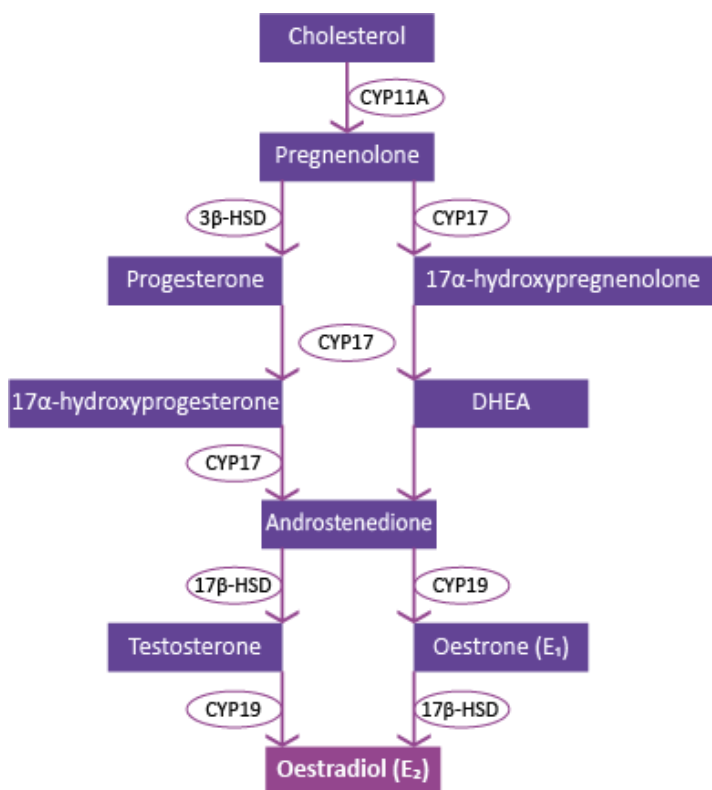 Cholesterol
CYP11A
Pregnenolone
3β-HSD
CYP17
Progesterone
17α-hydroxypregnenolone
CYP17
17α-hydroxyprogesterone
DHEA
CYP17
Androstenedione
17β-HSD
CYP19
Testosterone
Oestrone (E₁)
CYP19
17β-HSD
Oestradiol (E₂)